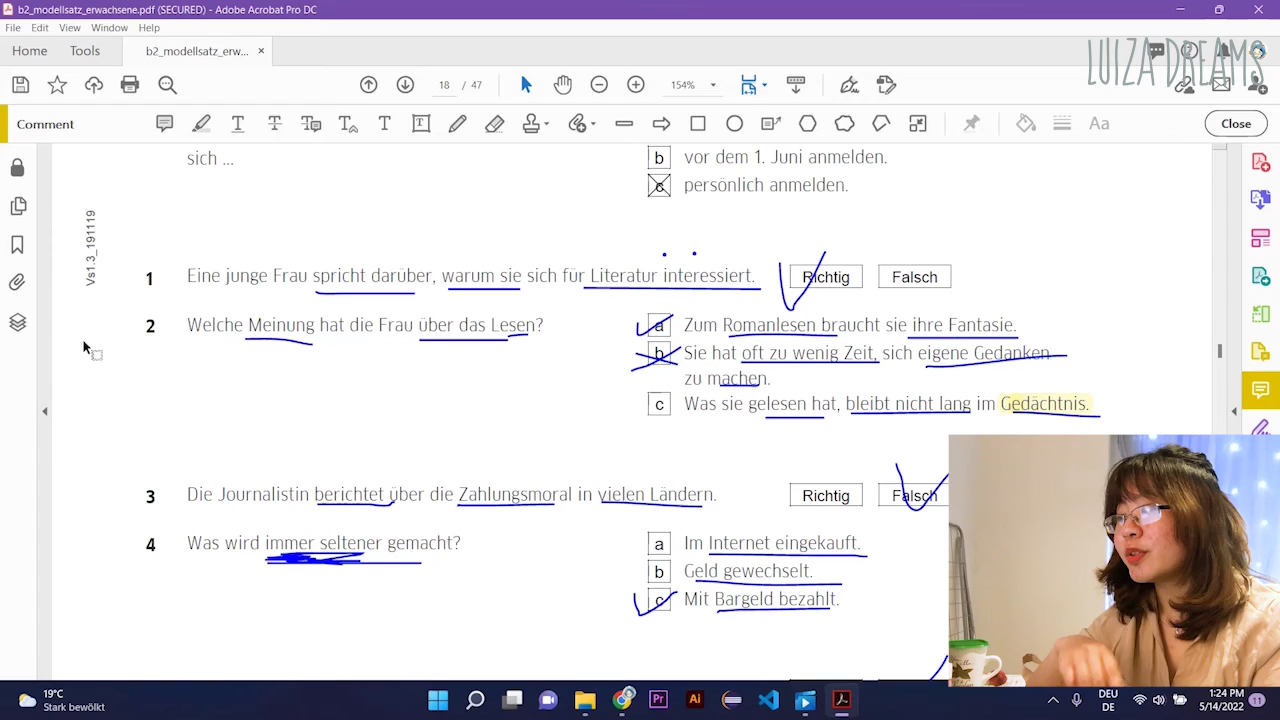 b2_modellsatz_erwachsene.pdf (SECURED) - Adobe Acrobat Pro DC
File Edit View Window Help
Home Tools b2_modellsatz_erw... ×
LUIZA DREAMS
18 / 47 154%
Comment Aa Close
sich ...
b vor dem 1. Juni anmelden.
c persönlich anmelden.
Vs1.3_191119
1 Eine junge Frau spricht darüber, warum sie sich für Literatur interessiert. Richtig Falsch
2 Welche Meinung hat die Frau über das Lesen? a Zum Romanlesen braucht sie ihre Fantasie.
b Sie hat oft zu wenig Zeit, sich eigene Gedanken
zu machen.
c Was sie gelesen hat, bleibt nicht lang im Gedächtnis.
3 Die Journalistin berichtet über die Zahlungsmoral in vielen Ländern. Richtig Falsch
4 Was wird immer seltener gemacht? a Im Internet eingekauft.
b Geld gewechselt.
c Mit Bargeld bezahlt.
19°C
Stark bewölkt
Pr Ai
DEU
DE
1:24 PM
5/14/2022
11